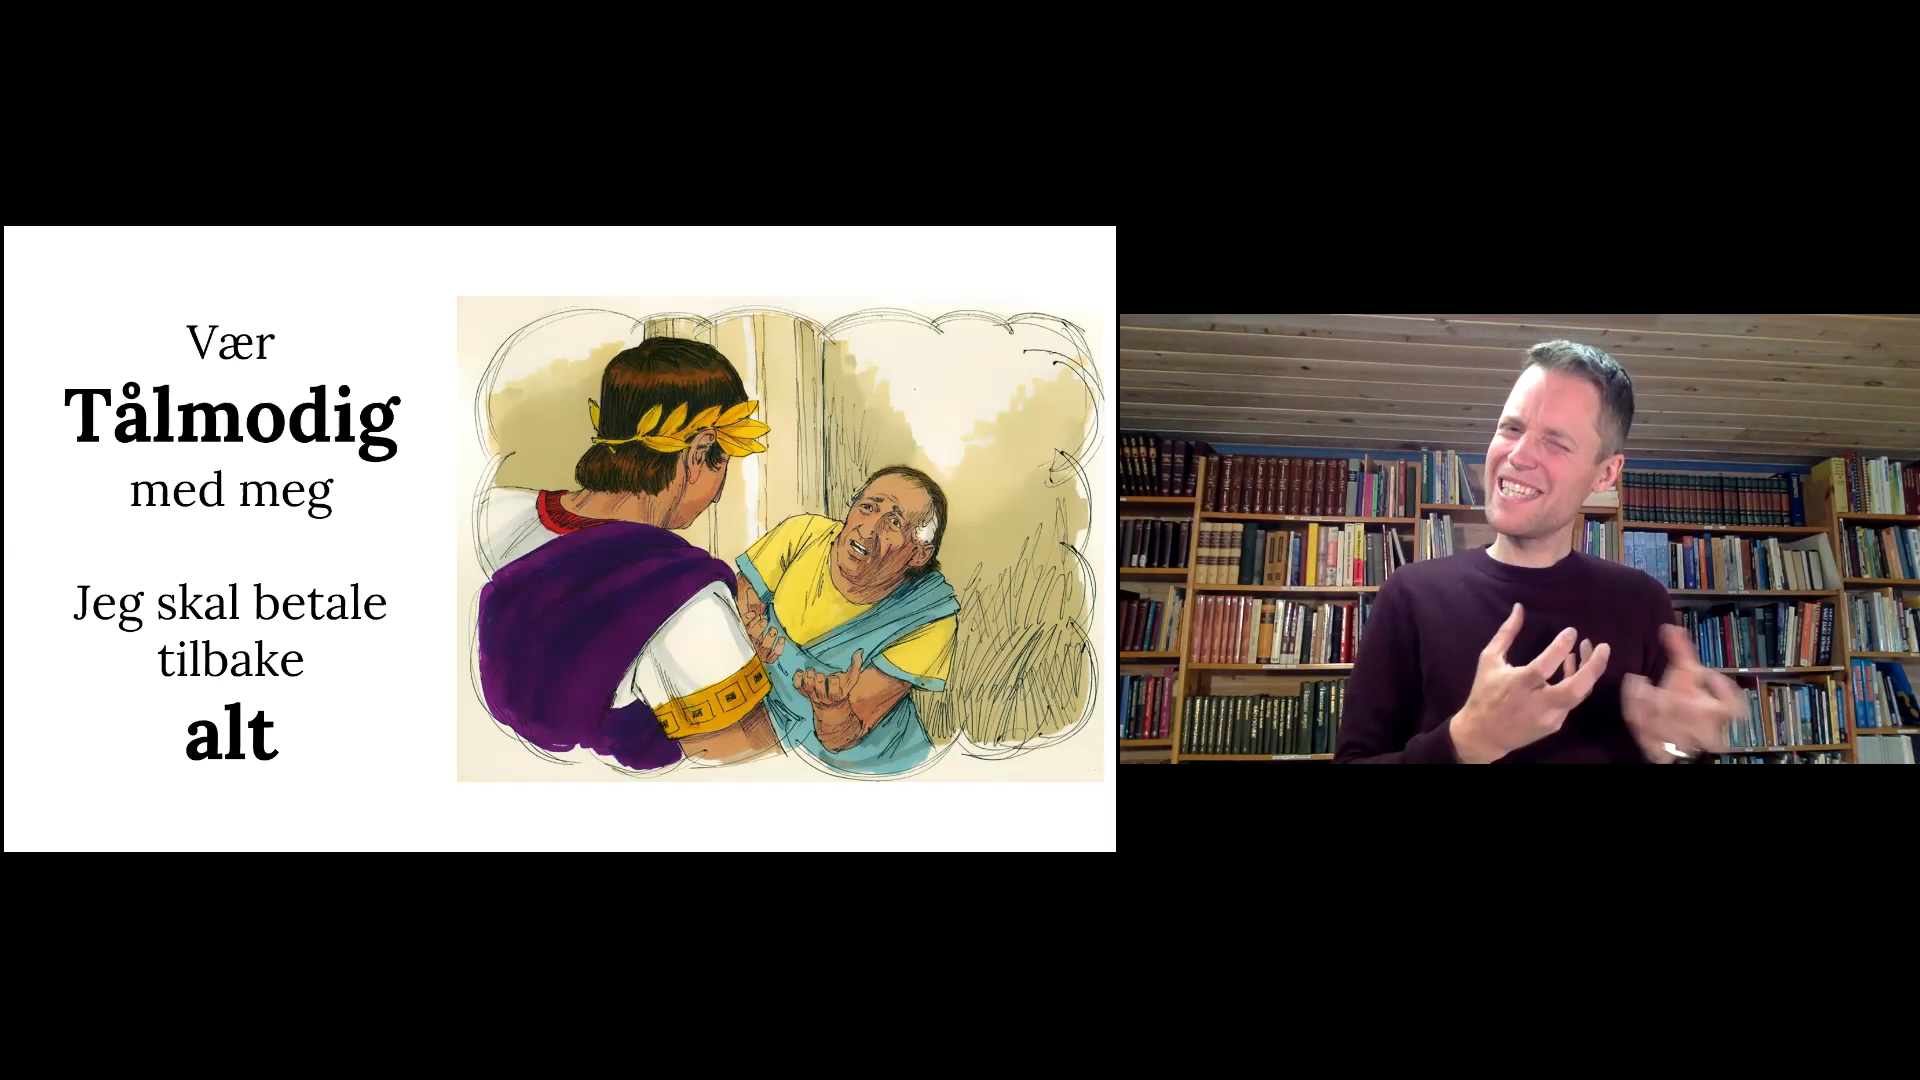 Vær
Tålmodig
med meg
Jeg skal betale
tilbake
alt